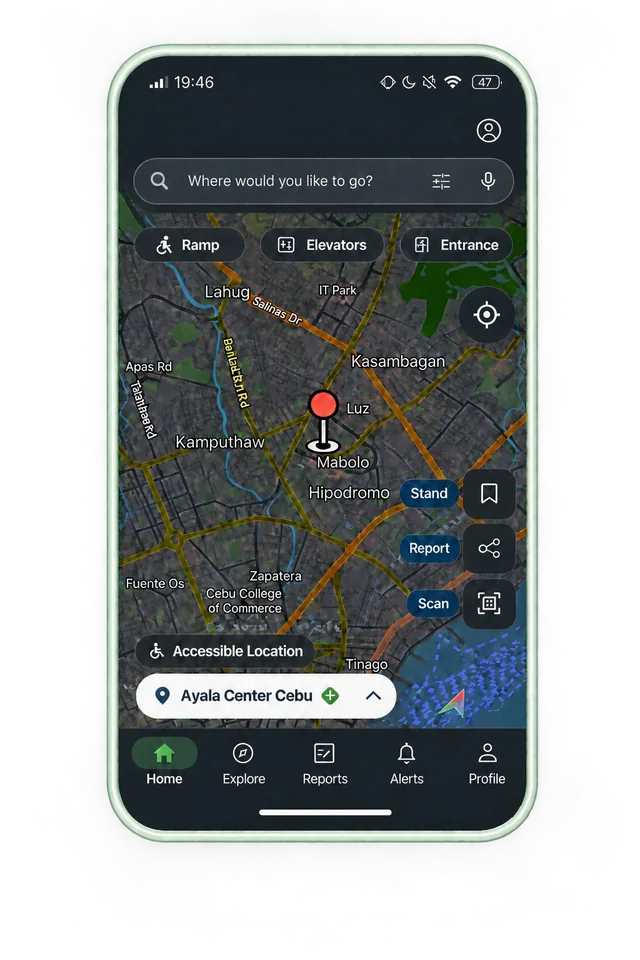 19:46
47
Where would you like to go?
Ramp
Elevators
Entrance
Lahug
IT Park
Salinas Dr
Kasambagan
Apas Rd
Luz
Kamputhaw
Mabolo
Hipodromo
Stand
Report
Zapatera
Fuente Os
Cebu College
of Commerce
Scan
Accessible Location
Tinago
Ayala Center Cebu
Home
Explore
Reports
Alerts
Profile